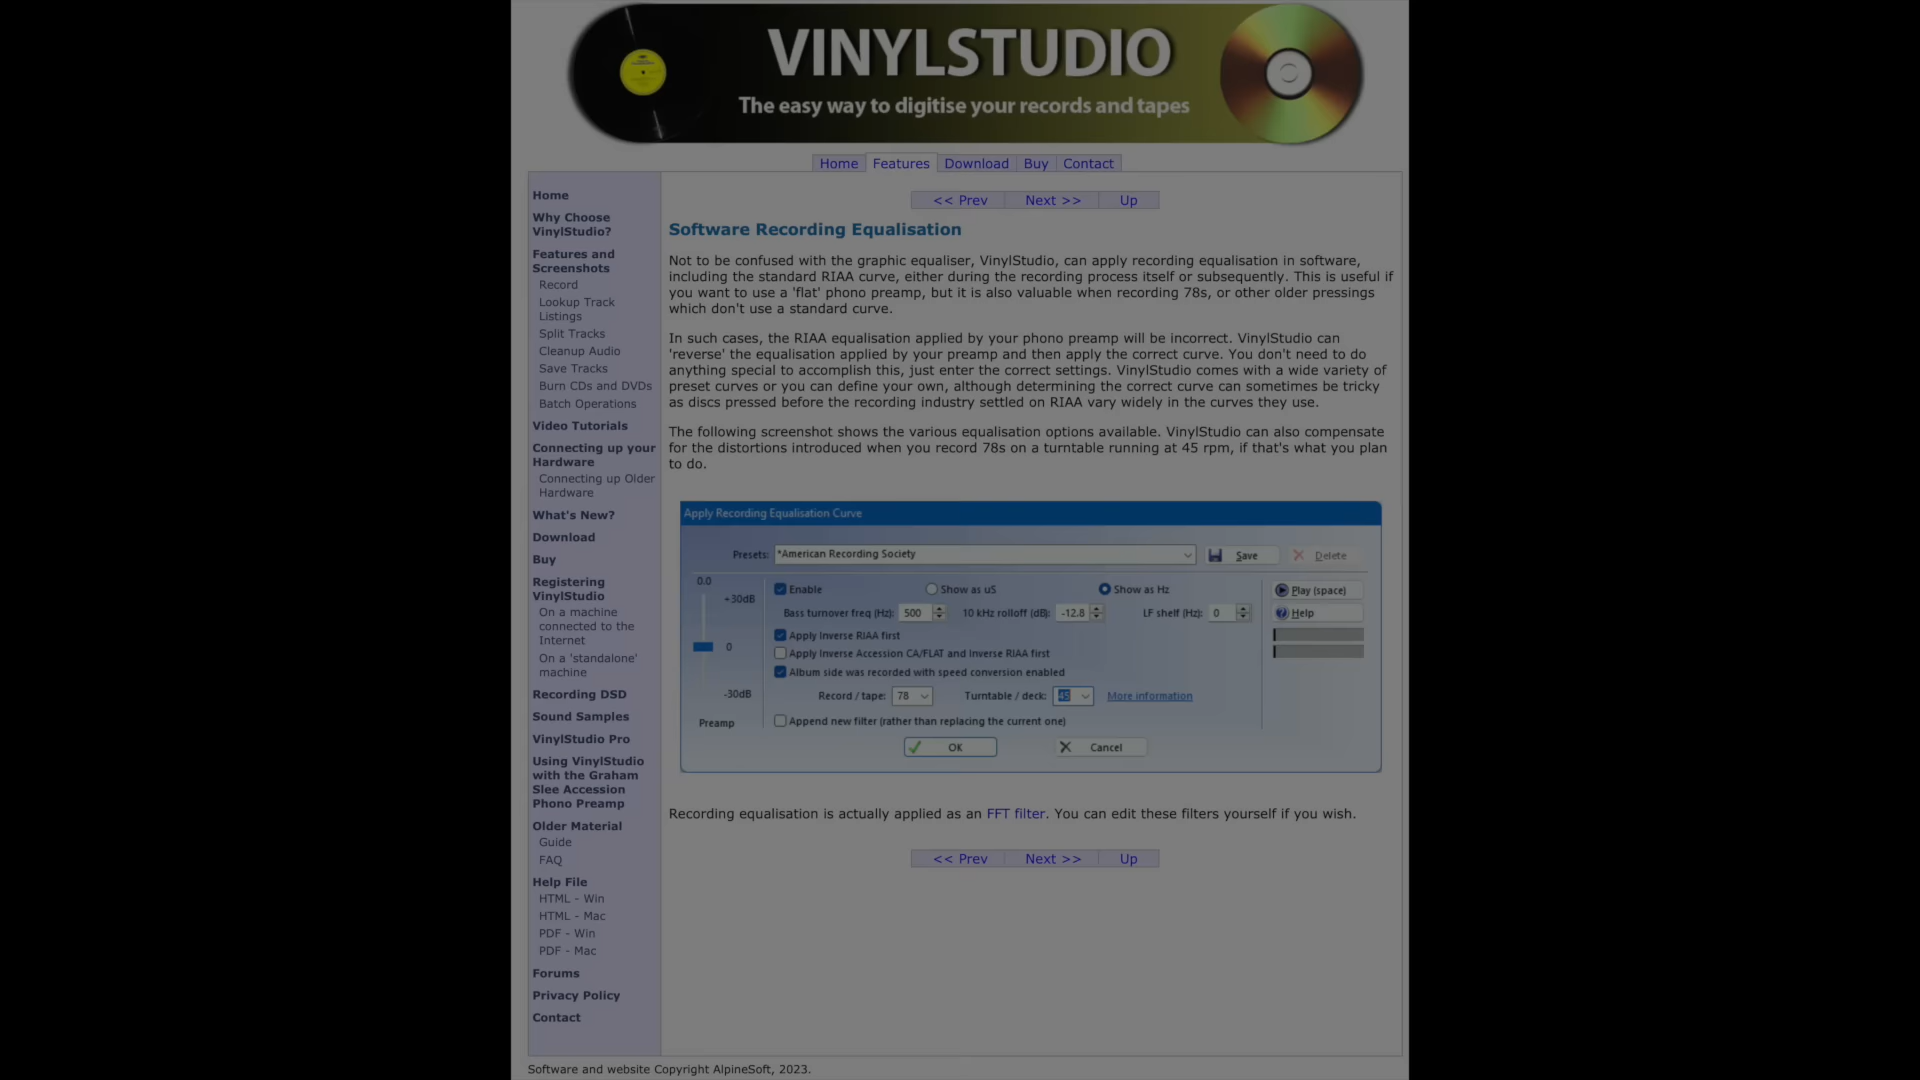 VINYLSTUDIO
The easy way to digitise your records and tapes
Home Features Download Buy Contact
Home
Why Choose
VinylStudio?
Features and
Screenshots
Record
Lookup Track
Listings
Split Tracks
Cleanup Audio
Save Tracks
Burn CDs and DVDs
Batch Operations
Video Tutorials
Connecting up your
Hardware
Connecting up Older
Hardware
What's New?
Download
Buy
Registering
VinylStudio
On a machine
connected to the
Internet
On a 'standalone'
machine
Recording DSD
Sound Samples
VinylStudio Pro
Using VinylStudio
with the Graham
Slee Accession
Phono Preamp
Older Material
Guide
FAQ
Help File
HTML - Win
HTML - Mac
PDF - Win
PDF - Mac
Forums
Privacy Policy
Contact
<< Prev Next >> Up
Software Recording Equalisation
Not to be confused with the graphic equaliser, VinylStudio, can apply recording equalisation in software,
including the standard RIAA curve, either during the recording process itself or subsequently. This is useful if
you want to use a 'flat' phono preamp, but it is also valuable when recording 78s, or other older pressings
which don't use a standard curve.
In such cases, the RIAA equalisation applied by your phono preamp will be incorrect. VinylStudio can
'reverse' the equalisation applied by your preamp and then apply the correct curve. You don't need to do
anything special to accomplish this, just enter the correct settings. VinylStudio comes with a wide variety of
preset curves or you can define your own, although determining the correct curve can sometimes be tricky
as discs pressed before the recording industry settled on RIAA vary widely in the curves they use.
The following screenshot shows the various equalisation options available. VinylStudio can also compensate
for the distortions introduced when you record 78s on a turntable running at 45 rpm, if that's what you plan
to do.
Apply Recording Equalisation Curve
Presets: *American Recording Society Save Delete
0.0
+30dB
0
-30dB
Preamp
Enable Show as uS Show as Hz
Bass turnover freq (Hz): 500 10 kHz rolloff (dB): -12.8 LF shelf (Hz): 0
Apply Inverse RIAA first
Apply Inverse Accession CA/FLAT and Inverse RIAA first
Album side was recorded with speed conversion enabled
Record / tape: 78 Turntable / deck: 45 More information
Append new filter (rather than replacing the current one)
OK Cancel
Play (space)
Help
Recording equalisation is actually applied as an FFT filter. You can edit these filters yourself if you wish.
<< Prev Next >> Up
Software and website Copyright AlpineSoft, 2023.